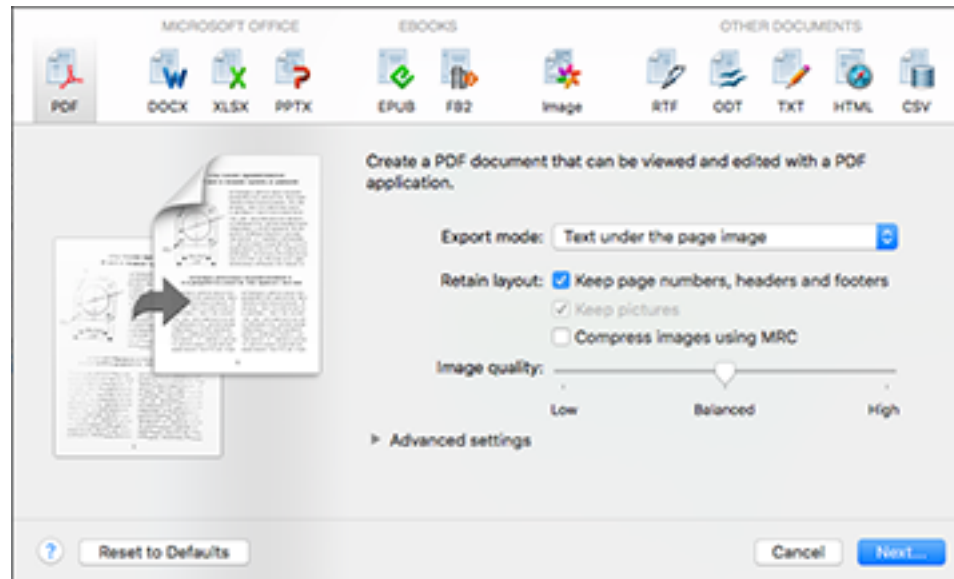 MICROSOFT OFFICE EBOOKS OTHER DOCUMENTS
PDF DOCX XLSX PPTX EPUB FB2 Image RTF ODT TXT HTML CSV
Create a PDF document that can be viewed and edited with a PDF
application.
Export mode: Text under the page image
Retain layout: Keep page numbers, headers and footers
Keep pictures
Compress images using MRC
Image quality:
Low Balanced High
Advanced settings
? Reset to Defaults Cancel Next...